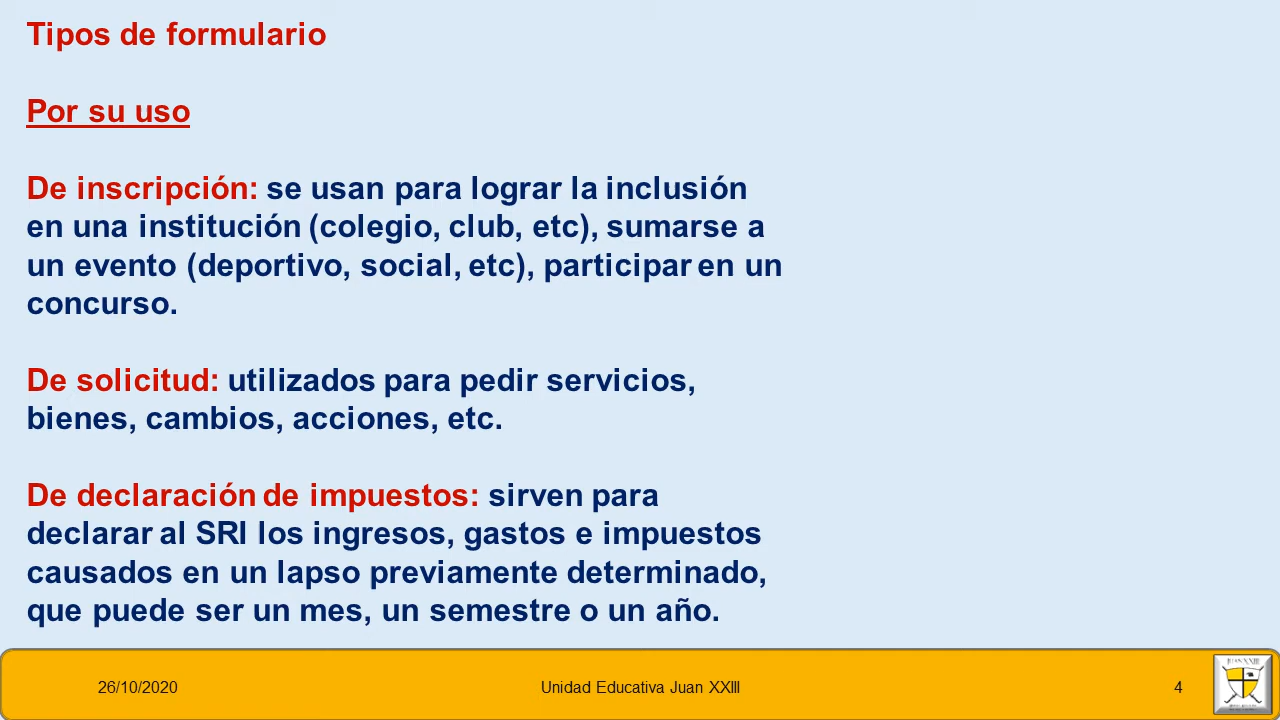 Tipos de formulario
Por su uso
De inscripción: se usan para lograr la inclusión
en una institución (colegio, club, etc), sumarse a
un evento (deportivo, social, etc), participar en un
concurso.
De solicitud: utilizados para pedir servicios,
bienes, cambios, acciones, etc.
De declaración de impuestos: sirven para
declarar al SRI los ingresos, gastos e impuestos
causados en un lapso previamente determinado,
que puede ser un mes, un semestre o un año.
26/10/2020
Unidad Educativa Juan XXIII
4
JUAN XXIII